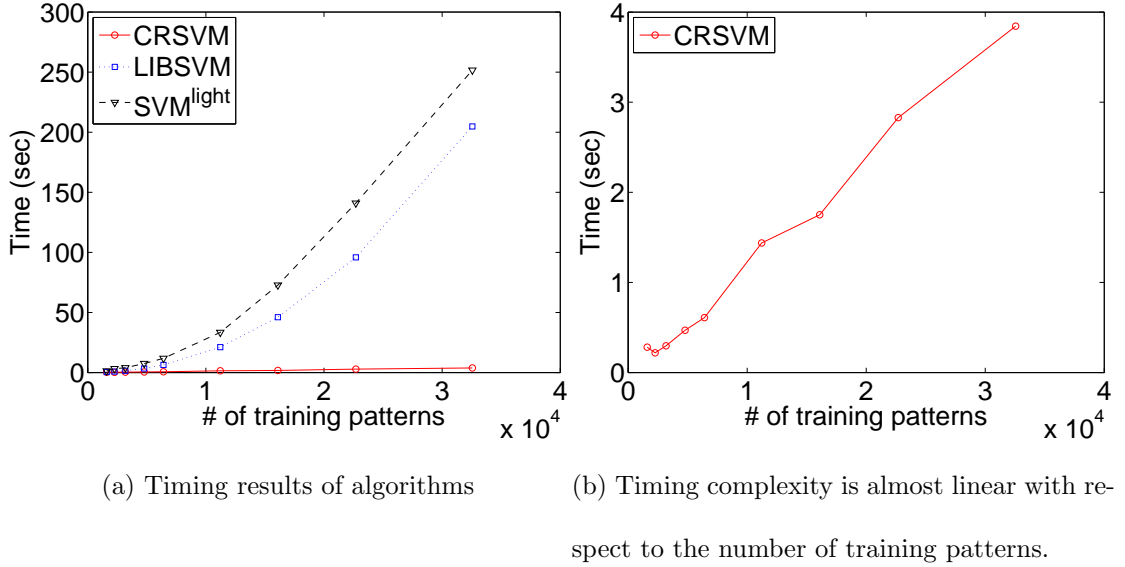 300
250
200
150
100
50
0
Time (sec)
CRSVM
LIBSVM
SVM^light
0 1 2 3 4
# of training patterns
x 10^4
(a) Timing results of algorithms
4
3
2
1
0
Time (sec)
CRSVM
0 1 2 3 4
# of training patterns
x 10^4
(b) Timing complexity is almost linear with re-
spect to the number of training patterns.